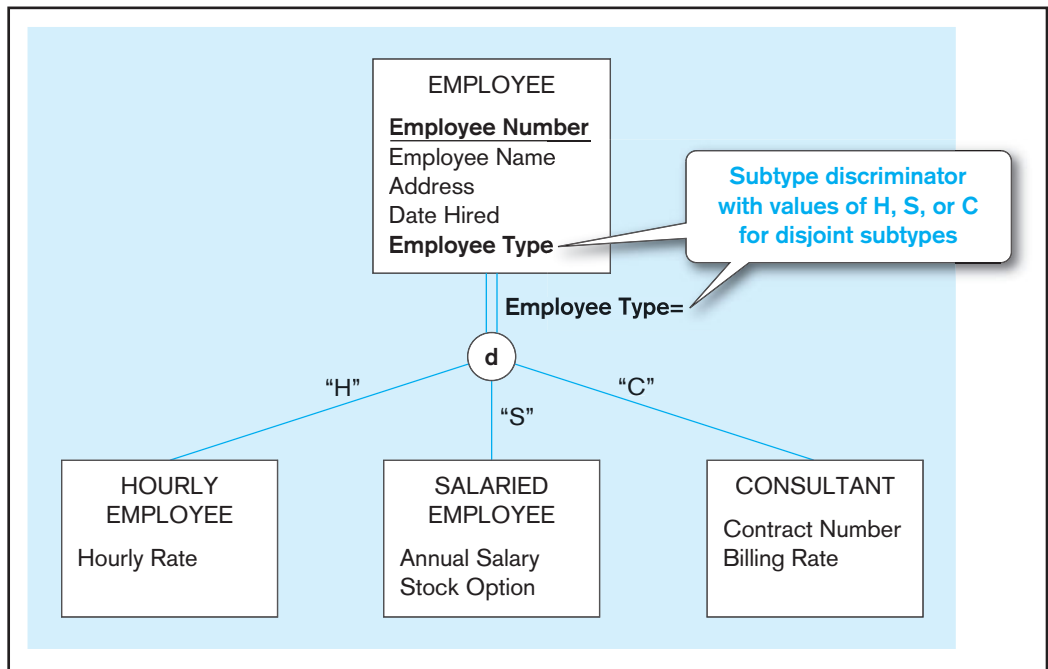 EMPLOYEE
Employee Number
Employee Name
Address
Date Hired
Employee Type
Subtype discriminator
with values of H, S, or C
for disjoint subtypes
Employee Type=
d
“H”
“S”
“C”
HOURLY
EMPLOYEE
Hourly Rate
SALARIED
EMPLOYEE
Annual Salary
Stock Option
CONSULTANT
Contract Number
Billing Rate